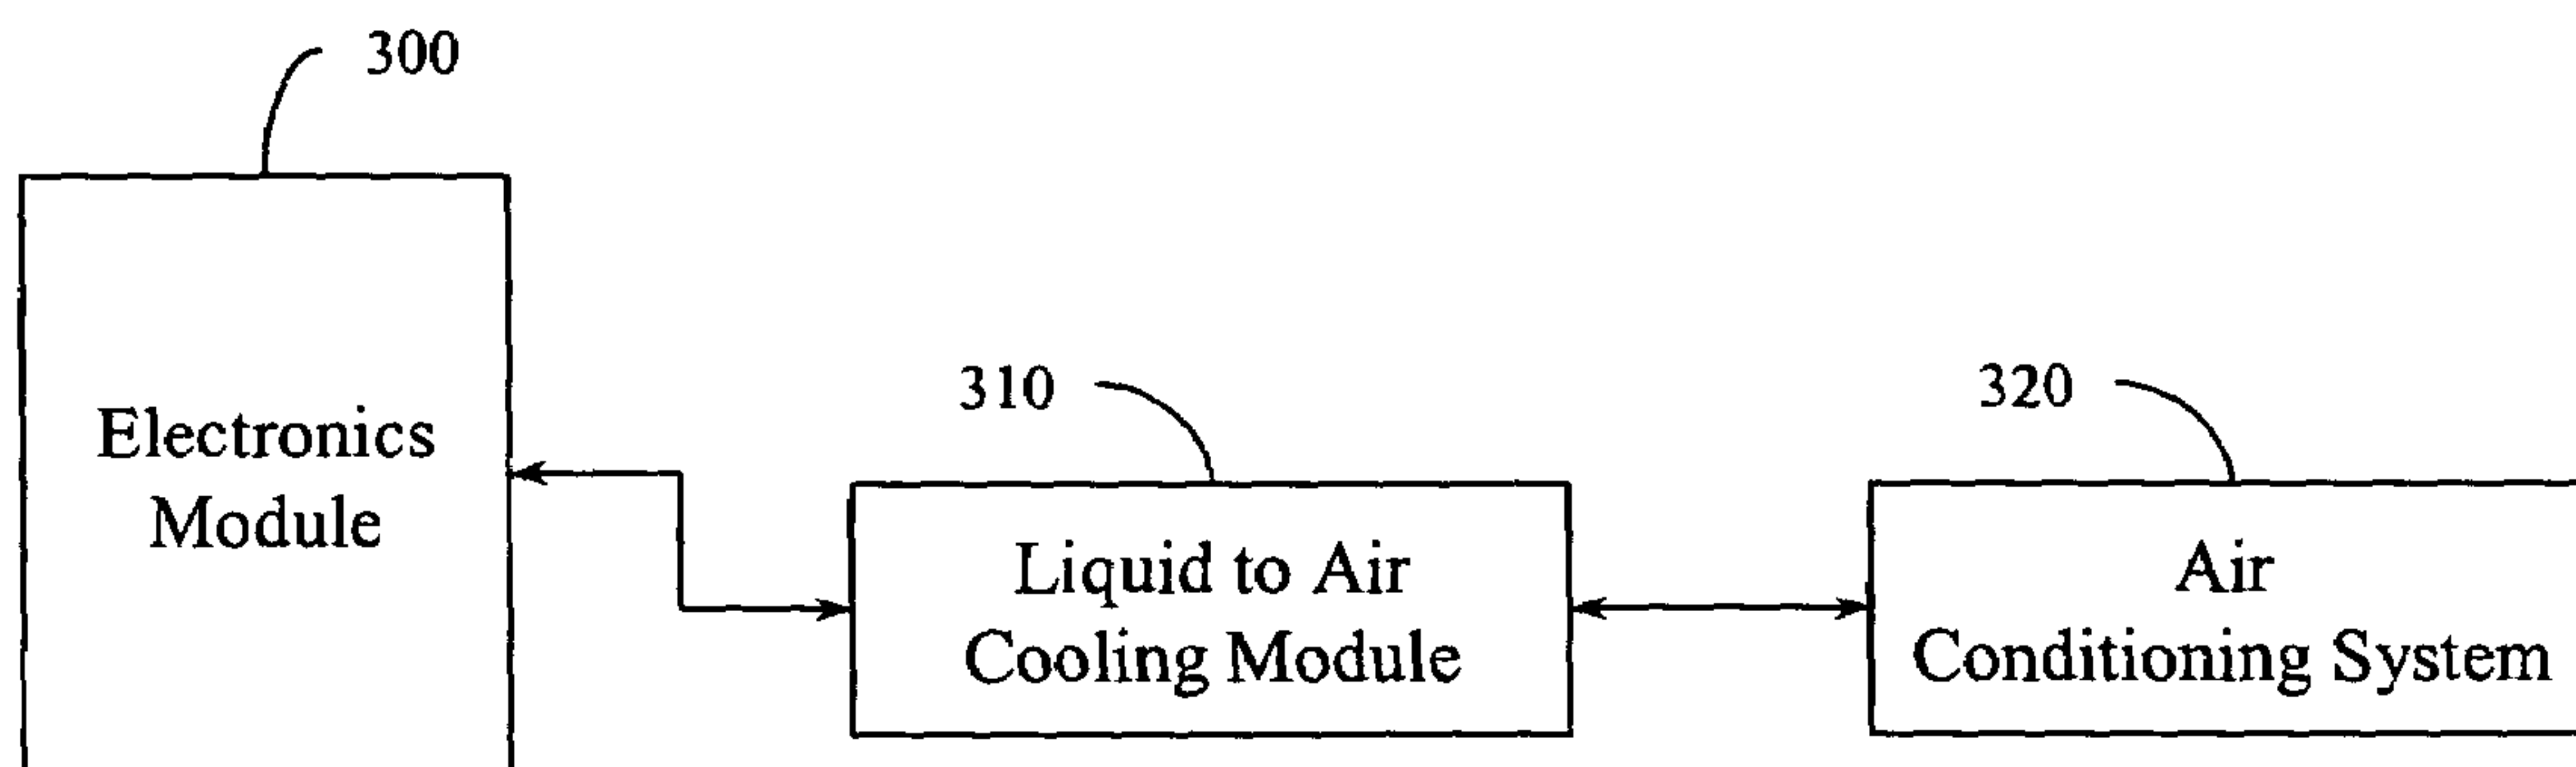 300
Electronics
Module
310
Liquid to Air
Cooling Module
320
Air
Conditioning System